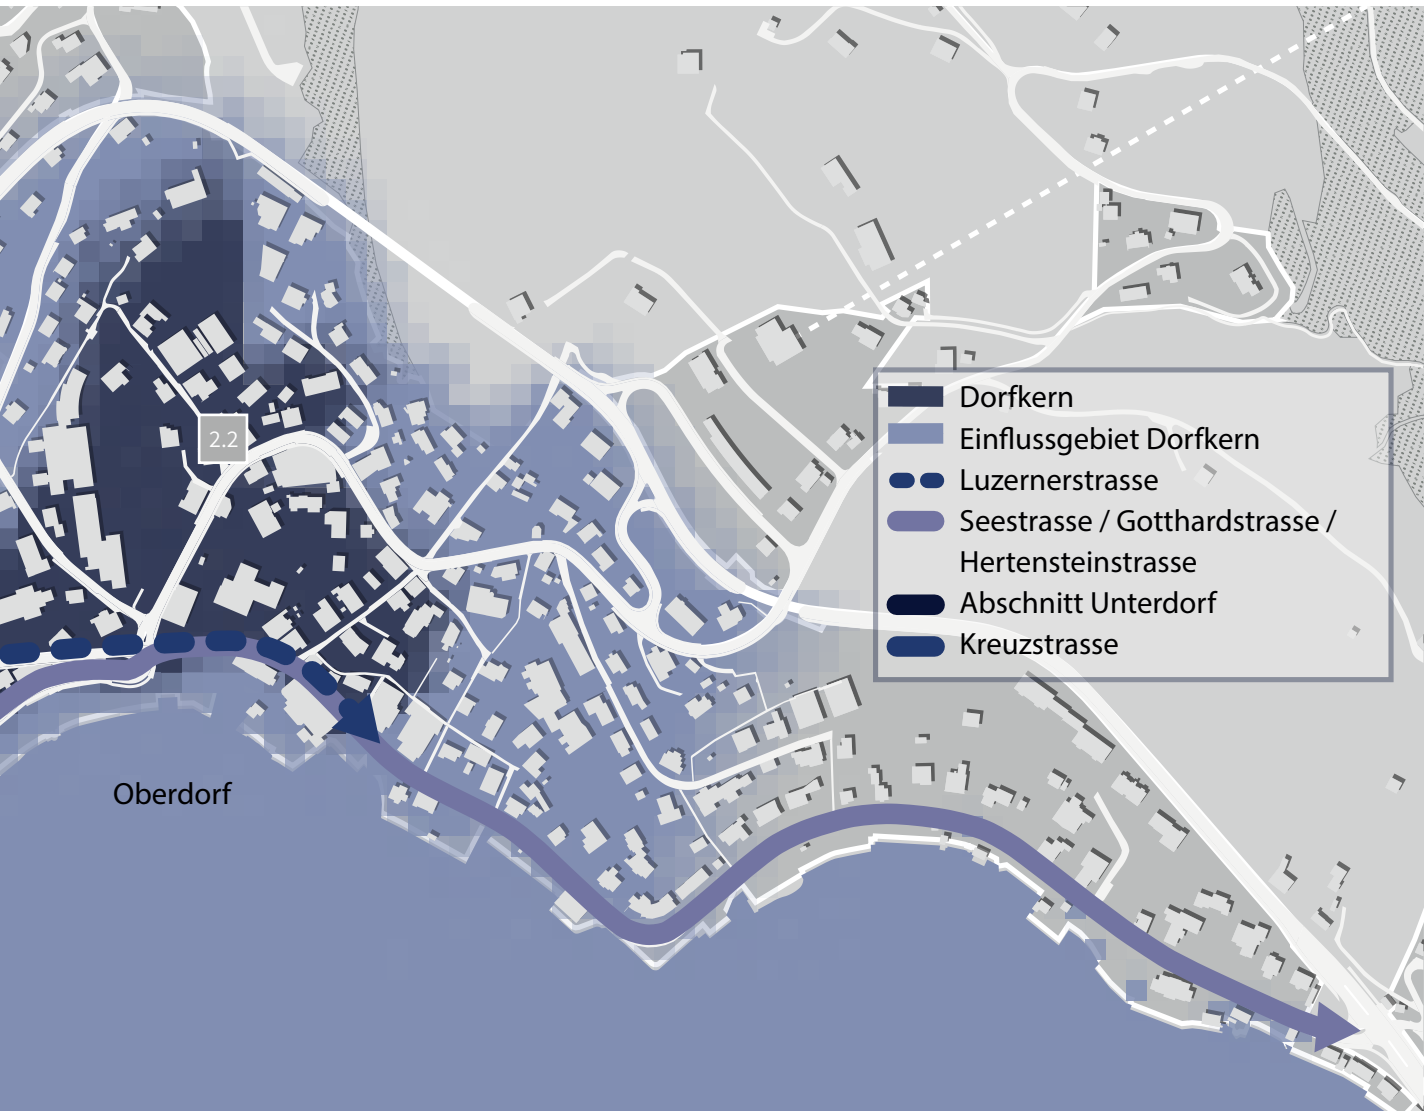 2.2
Dorfkern
Einflussgebiet Dorfkern
Luzernerstrasse
Seestrasse / Gotthardstrasse /
Hertensteinstrasse
Abschnitt Unterdorf
Kreuzstrasse
Oberdorf